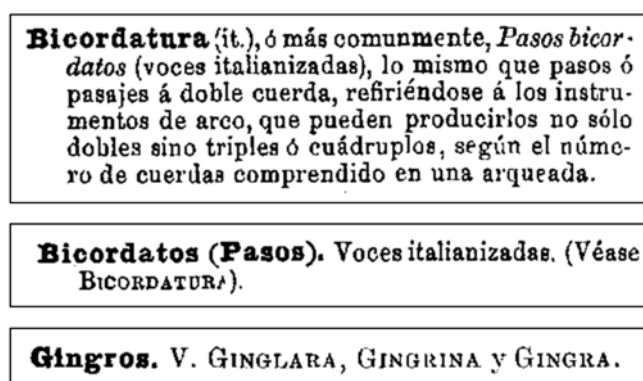 Bicordatura (it.), ó más comunmente, Pasos bicor-
datos (voces italianizadas), lo mismo que pasos ó
pasajes á doble cuerda, refiriéndose á los instru-
mentos de arco, que pueden producirlos no sólo
dobles sino triples ó cuádruplos, según el núme-
ro de cuerdas comprendido en una arqueada.
Bicordatos (Pasos). Voces italianizadas. (Véase
BICORDATURA).
Gingros. V. GINGLARA, GINGRINA y GINGRA.